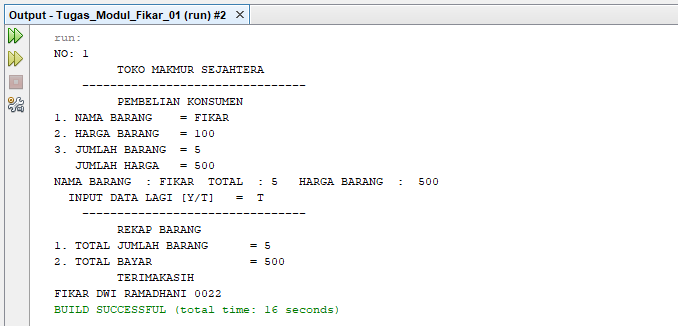 Output - Tugas_Modul_Fikar_01 (run) #2
run:
NO: 1
TOKO MAKMUR SEJAHTERA
--------------------------------
PEMBELIAN KONSUMEN
1. NAMA BARANG = FIKAR
2. HARGA BARANG = 100
3. JUMLAH BARANG = 5
JUMLAH HARGA = 500
NAMA BARANG : FIKAR TOTAL : 5 HARGA BARANG : 500
INPUT DATA LAGI [Y/T] = T
--------------------------------
REKAP BARANG
1. TOTAL JUMLAH BARANG = 5
2. TOTAL BAYAR = 500
TERIMAKASIH
FIKAR DWI RAMADHANI 0022
BUILD SUCCESSFUL (total time: 16 seconds)